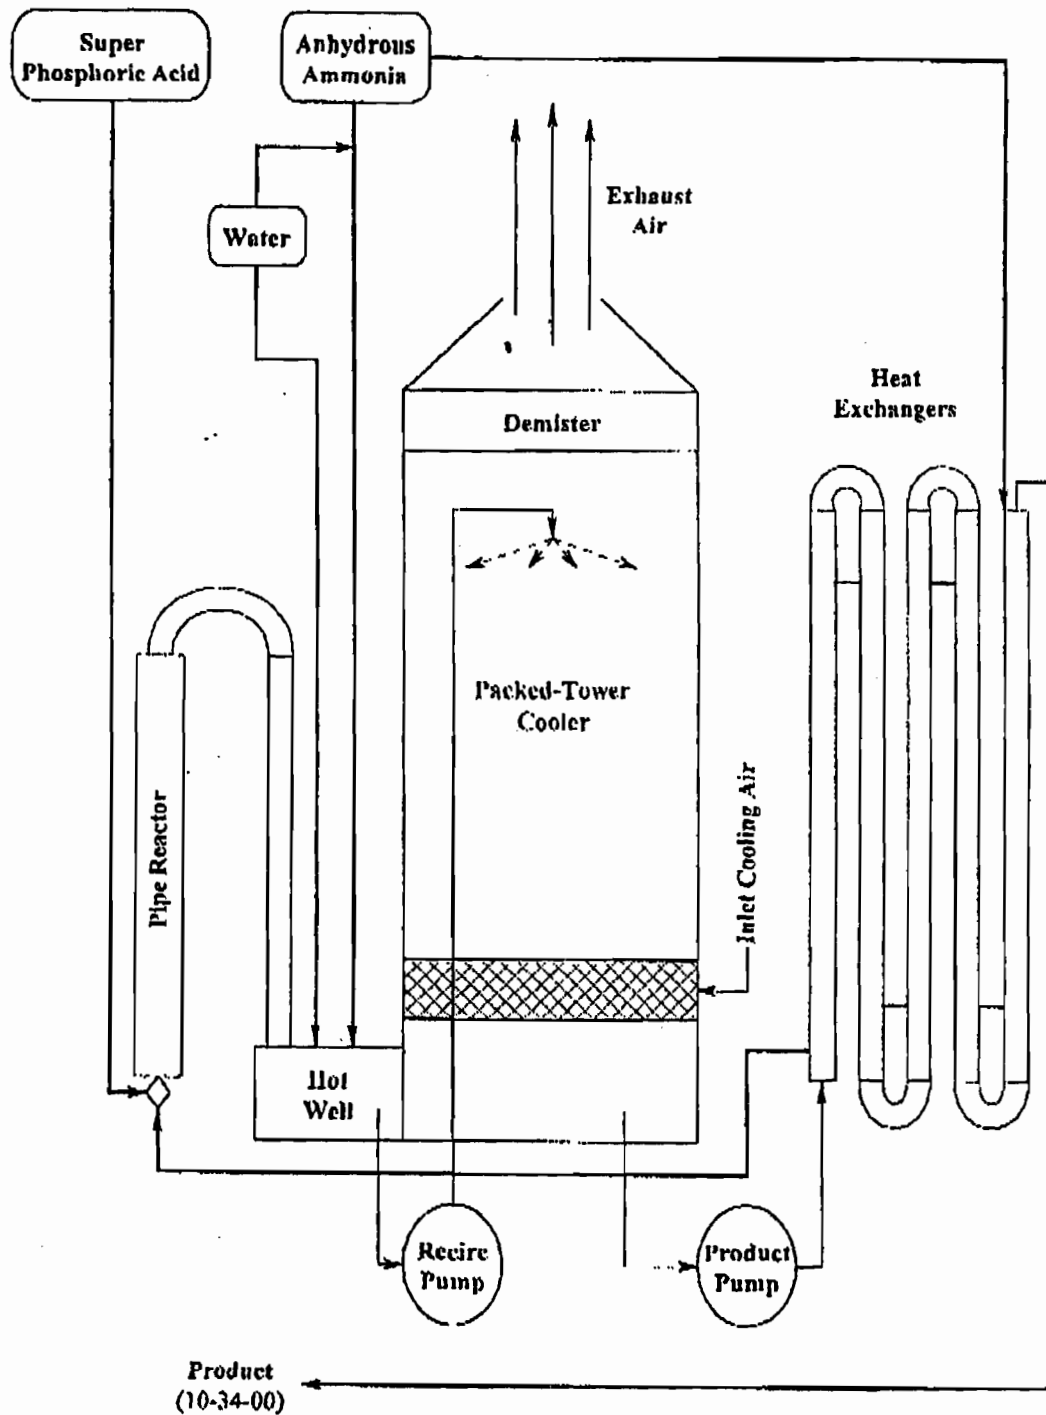 Super
Phosphoric Acid
Anhydrous
Ammonia
Water
Exhaust
Air
Demister
Heat
Exchangers
Packed-Tower
Cooler
Pipe Reactor
Inlet Cooling Air
Hot
Well
Recirc
Pump
Product
Pump
Product
(10-34-00)